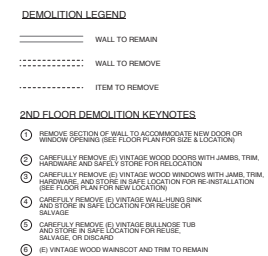 DEMOLITION LEGEND
WALL TO REMAIN
WALL TO REMOVE
ITEM TO REMOVE
2ND FLOOR DEMOLITION KEYNOTES
1 REMOVE SECTION OF WALL TO ACCOMMODATE NEW DOOR OR
WINDOW OPENING (SEE FLOOR PLAN FOR SIZE & LOCATION)
2 CAREFULLY REMOVE (E) VINTAGE WOOD DOORS WITH JAMBS, TRIM,
HARDWARE AND SAFELY STORE FOR RELOCATION
3 CAREFULLY REMOVE (E) VINTAGE WOOD WINDOWS WITH JAMB, TRIM,
HARDWARE, AND STORE IN SAFE LOCATION FOR RE-INSTALLATION
(SEE FLOOR PLAN FOR NEW LOCATION)
4 CAREFULY REMOVE (E) VINTAGE WALL-HUNG SINK
AND STORE IN SAFE LOCATION FOR REUSE OR
SALVAGE
5 CAREFULY REMOVE (E) VINTAGE BULLNOSE TUB
AND STORE IN SAFE LOCATION FOR REUSE,
SALVAGE, OR DISCARD
6 (E) VINTAGE WOOD WAINSCOT AND TRIM TO REMAIN